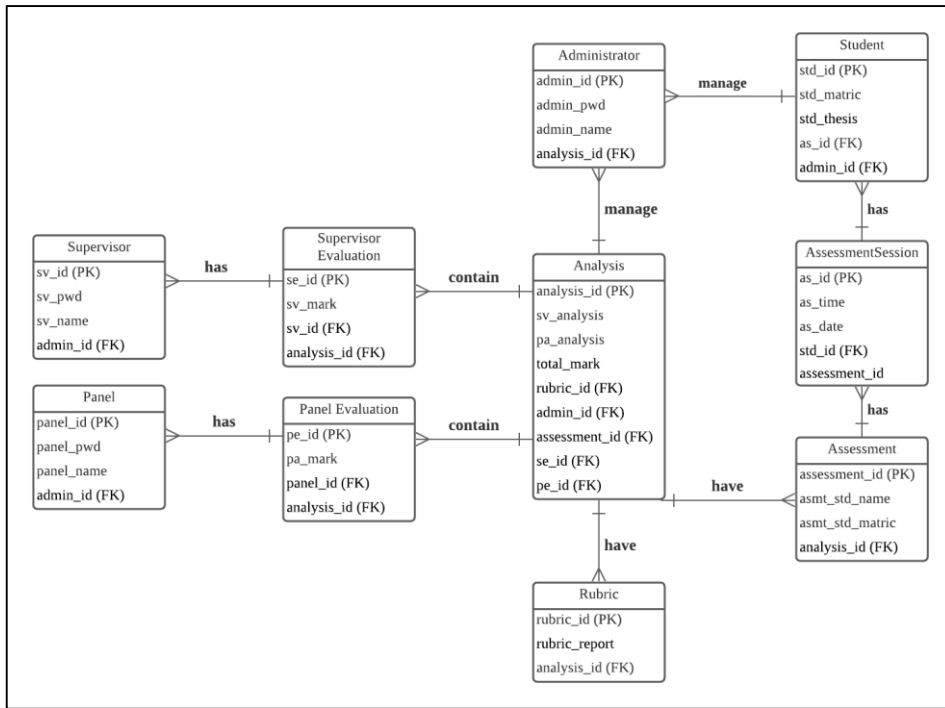 Administrator
admin_id (PK)
admin_pwd
admin_name
analysis_id (FK)
manage
Student
std_id (PK)
std_matric
std_thesis
as_id (FK)
admin_id (FK)
manage
has
Supervisor
sv_id (PK)
sv_pwd
sv_name
admin_id (FK)
has
Supervisor
Evaluation
se_id (PK)
sv_mark
sv_id (FK)
analysis_id (FK)
contain
Analysis
analysis_id (PK)
sv_analysis
pa_analysis
total_mark
rubric_id (FK)
admin_id (FK)
assessment_id (FK)
se_id (FK)
pe_id (FK)
AssessmentSession
as_id (PK)
as_time
as_date
std_id (FK)
assessment_id
has
Panel
panel_id (PK)
panel_pwd
panel_name
admin_id (FK)
has
Panel Evaluation
pe_id (PK)
pa_mark
panel_id (FK)
analysis_id (FK)
contain
have
Assessment
assessment_id (PK)
asmt_std_name
asmt_std_matric
analysis_id (FK)
have
Rubric
rubric_id (PK)
rubric_report
analysis_id (FK)